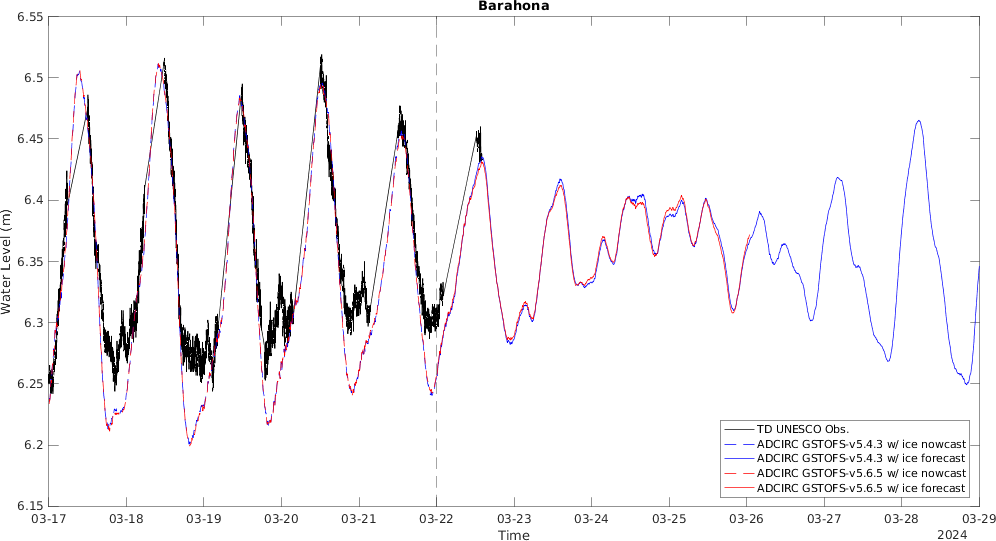 Barahona
6.55
6.5
6.45
6.4
6.35
6.3
6.25
6.2
6.15
Water Level (m)
TD UNESCO Obs.
ADCIRC GSTOFS-v5.4.3 w/ ice nowcast
ADCIRC GSTOFS-v5.4.3 w/ ice forecast
ADCIRC GSTOFS-v5.6.5 w/ ice nowcast
ADCIRC GSTOFS-v5.6.5 w/ ice forecast
03-17 03-18 03-19 03-20 03-21 03-22 03-23 03-24 03-25 03-26 03-27 03-28 03-29
Time
2024